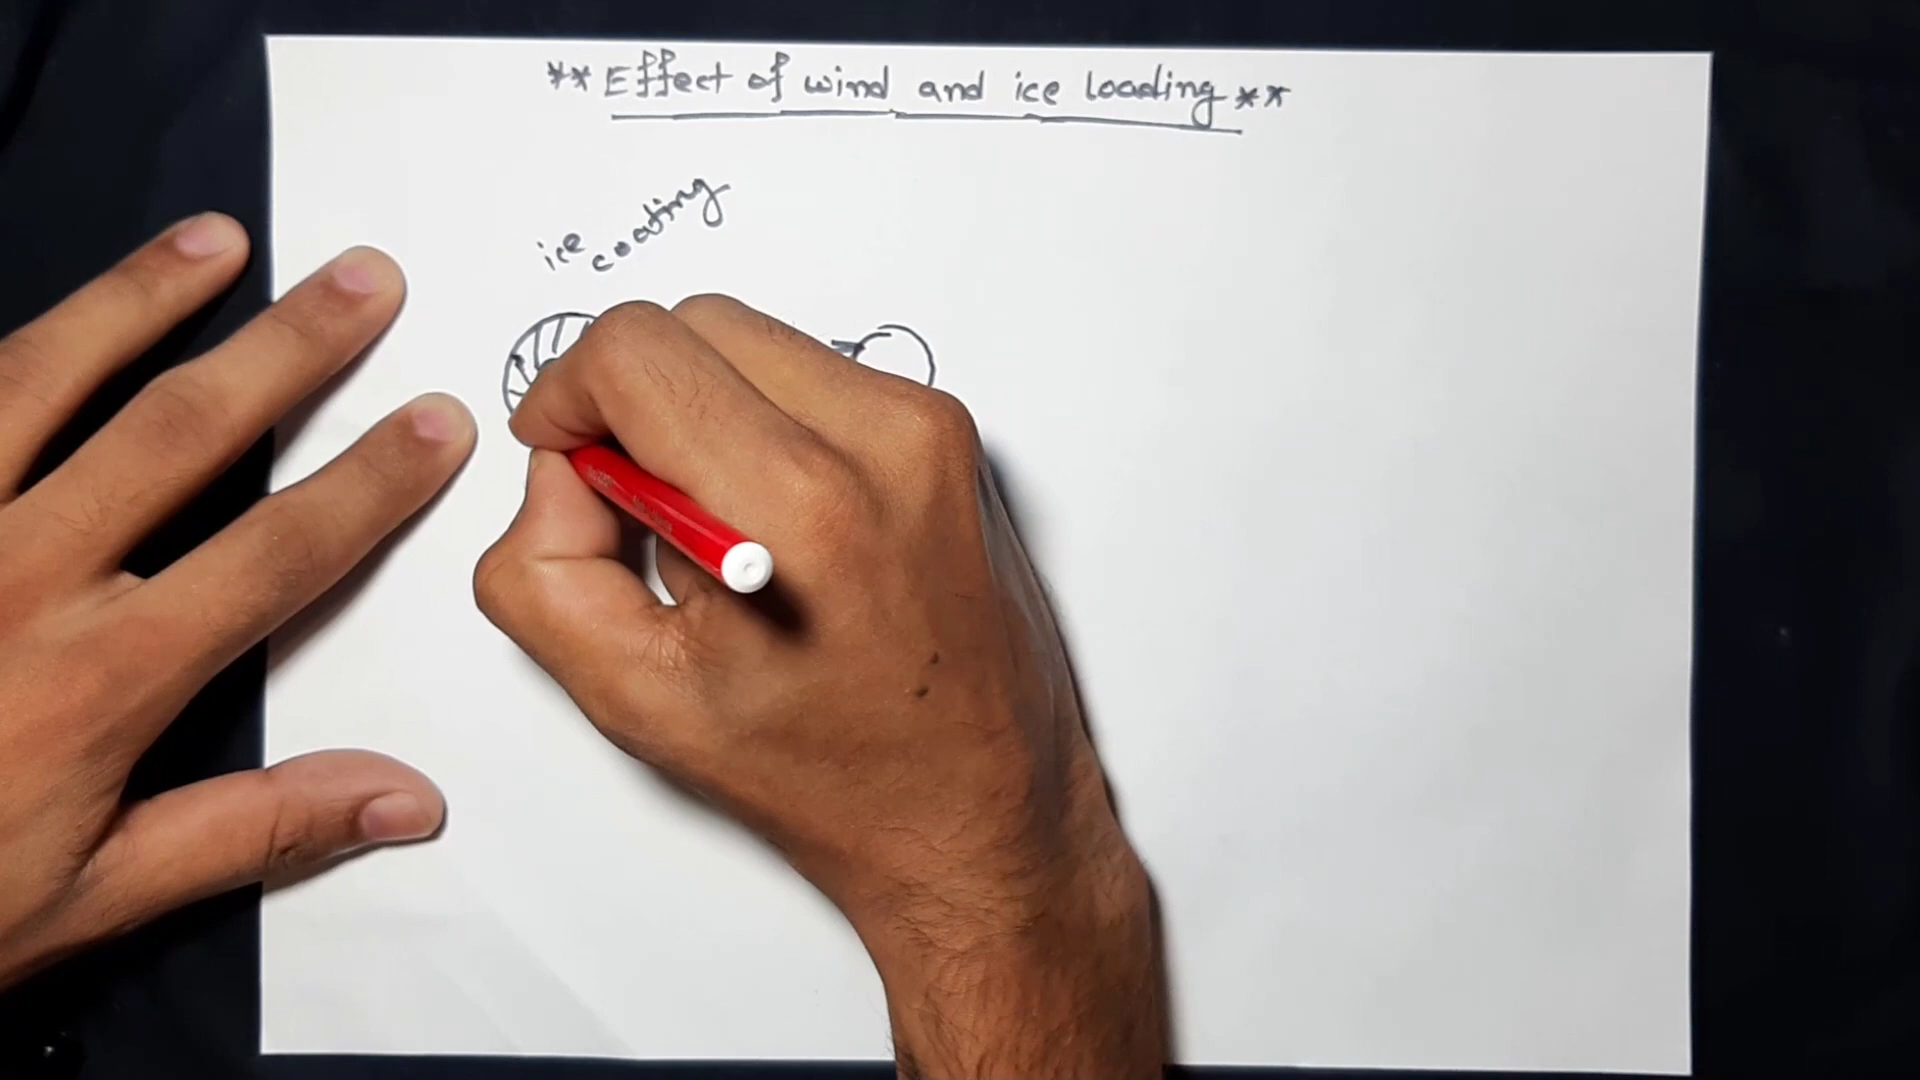 ** Effect of wind and ice loading **
ice
coating